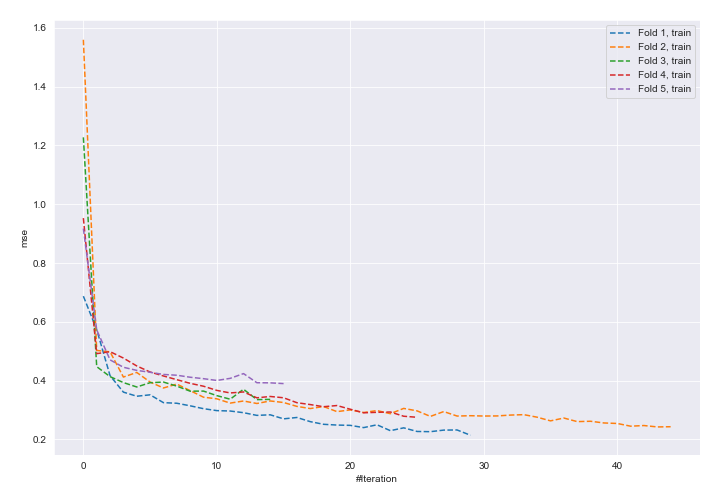 1.6
1.4
1.2
1.0
0.8
0.6
0.4
0.2
mse
0
10
20
30
40
#Iteration
Fold 1, train
Fold 2, train
Fold 3, train
Fold 4, train
Fold 5, train